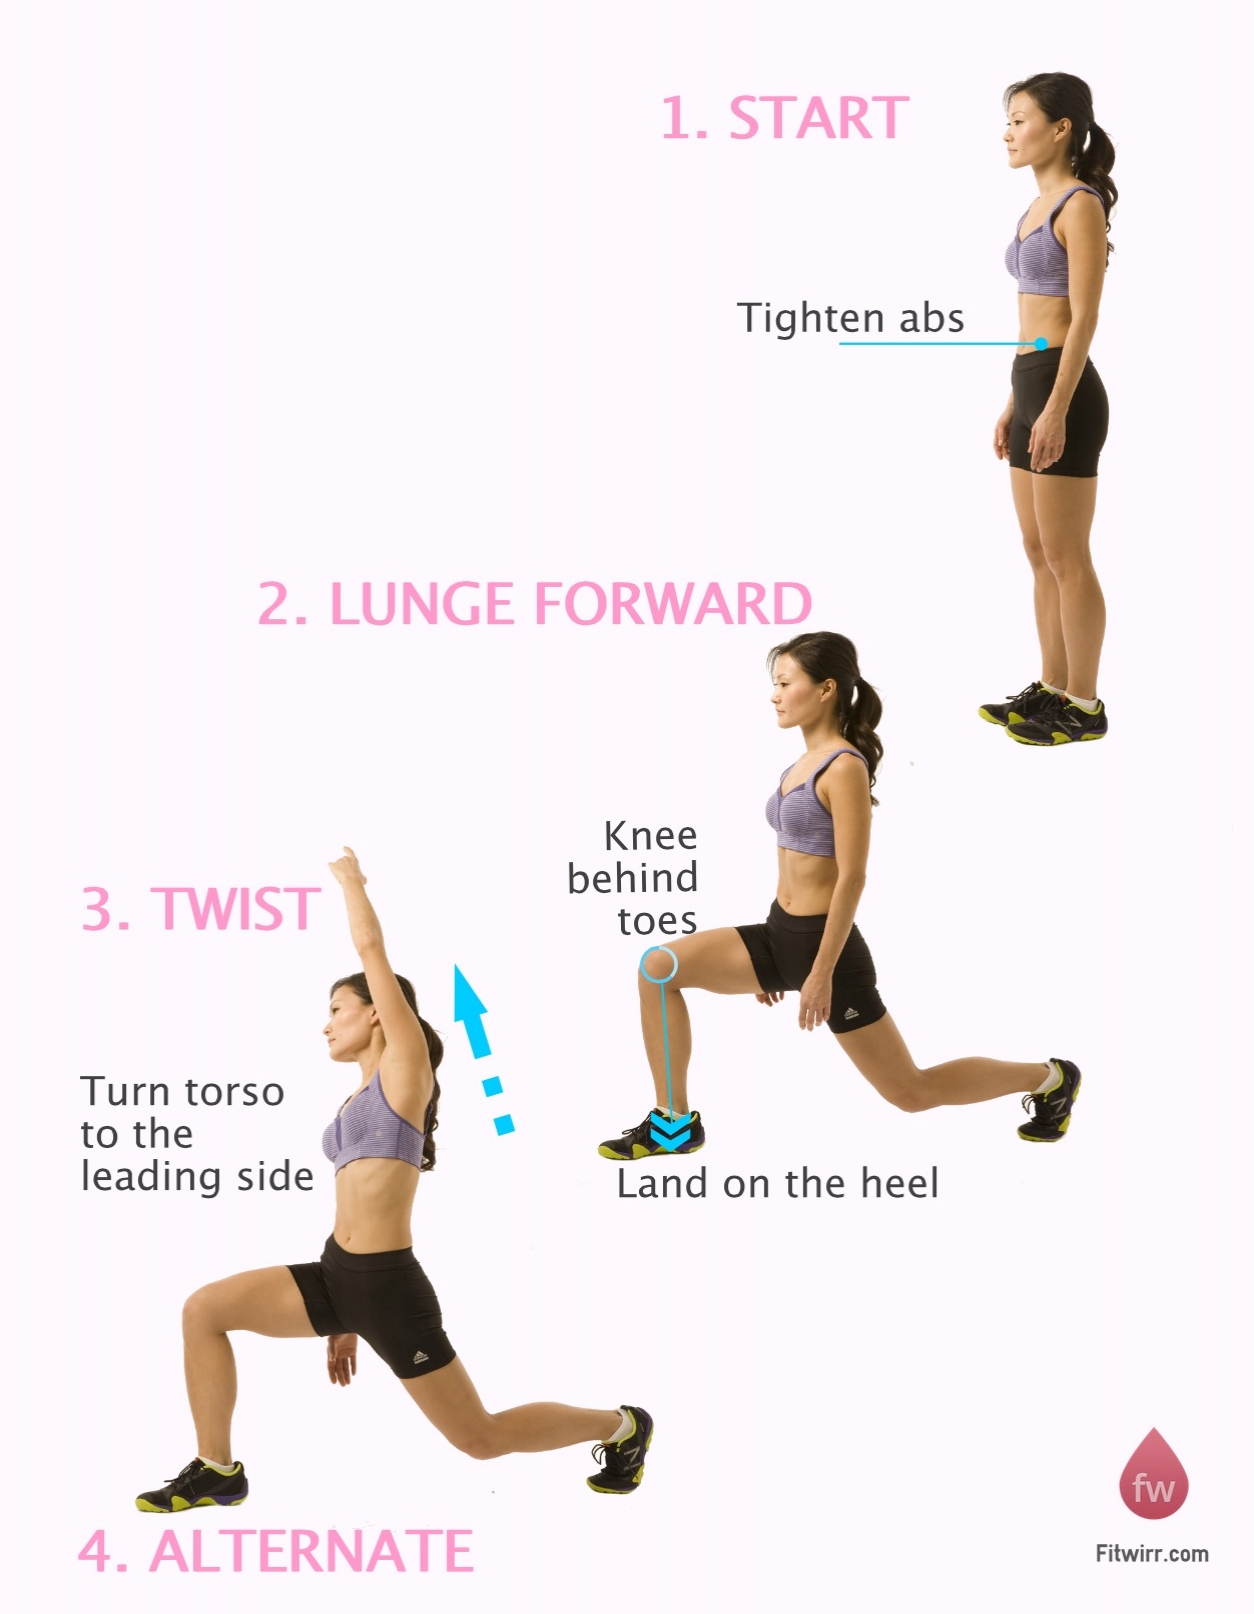 1. START
Tighten abs
2. LUNGE FORWARD
Knee
behind
toes
Land on the heel
3. TWIST
Turn torso
to the
leading side
4. ALTERNATE
fw
Fitwirr.com